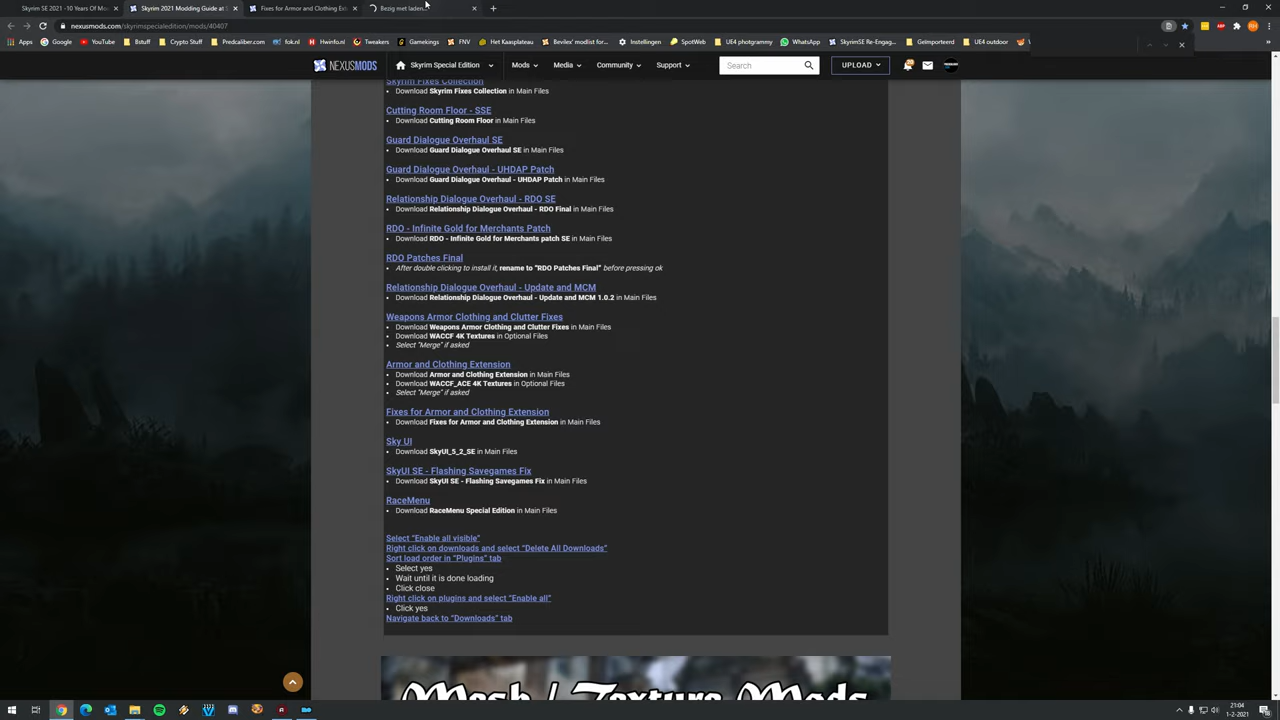 Skyrim SE 2021 -10 Years Of Mo
Skyrim 2021 Modding Guide at S
Fixes for Armor and Clothing Ex
Bezig met laden...
nexusmods.com/skyrimspecialedition/mods/40407
Apps
Google
YouTube
Bstuff
Crypto Stuff
Predcaliber.com
fok.nl
Hwinfo.nl
Tweakers
Gamekings
FNV
Het Kaasplateau
Bevilex' modlist for...
Instellingen
SpotWeb
UE4 photgrammy
WhatsApp
SkyrimSE Re-Engag...
Geïmporteerd
UE4 outdoor
NEXUSMODS
Skyrim Special Edition
Mods
Media
Community
Support
Search
UPLOAD
Skyrim Fixes Collection
• Download Skyrim Fixes Collection in Main Files
Cutting Room Floor - SSE
• Download Cutting Room Floor in Main Files
Guard Dialogue Overhaul SE
• Download Guard Dialogue Overhaul SE in Main Files
Guard Dialogue Overhaul - UHDAP Patch
• Download Guard Dialogue Overhaul - UHDAP Patch in Main Files
Relationship Dialogue Overhaul - RDO SE
• Download Relationship Dialogue Overhaul - RDO Final in Main Files
RDO - Infinite Gold for Merchants Patch
• Download RDO - Infinite Gold for Merchants patch SE in Main Files
RDO Patches Final
• After double clicking to install it, rename to "RDO Patches Final" before pressing ok
Relationship Dialogue Overhaul - Update and MCM
• Download Relationship Dialogue Overhaul - Update and MCM 1.0.2 in Main Files
Weapons Armor Clothing and Clutter Fixes
• Download Weapons Armor Clothing and Clutter Fixes in Main Files
• Download WACCF 4K Textures in Optional Files
• Select "Merge" if asked
Armor and Clothing Extension
• Download Armor and Clothing Extension in Main Files
• Download WACCF_ACE 4K Textures in Optional Files
• Select "Merge" if asked
Fixes for Armor and Clothing Extension
• Download Fixes for Armor and Clothing Extension in Main Files
Sky UI
• Download SkyUI_5_2_SE in Main Files
SkyUI SE - Flashing Savegames Fix
• Download SkyUI SE - Flashing Savegames Fix in Main Files
RaceMenu
• Download RaceMenu Special Edition in Main Files
Select "Enable all visible"
Right click on downloads and select "Delete All Downloads"
Sort load order in "Plugins" tab
• Select yes
• Wait until it is done loading
• Click close
Right click on plugins and select "Enable all"
• Click yes
Navigate back to "Downloads" tab
Mesh / Texture Mods
21:04
1-2-2021